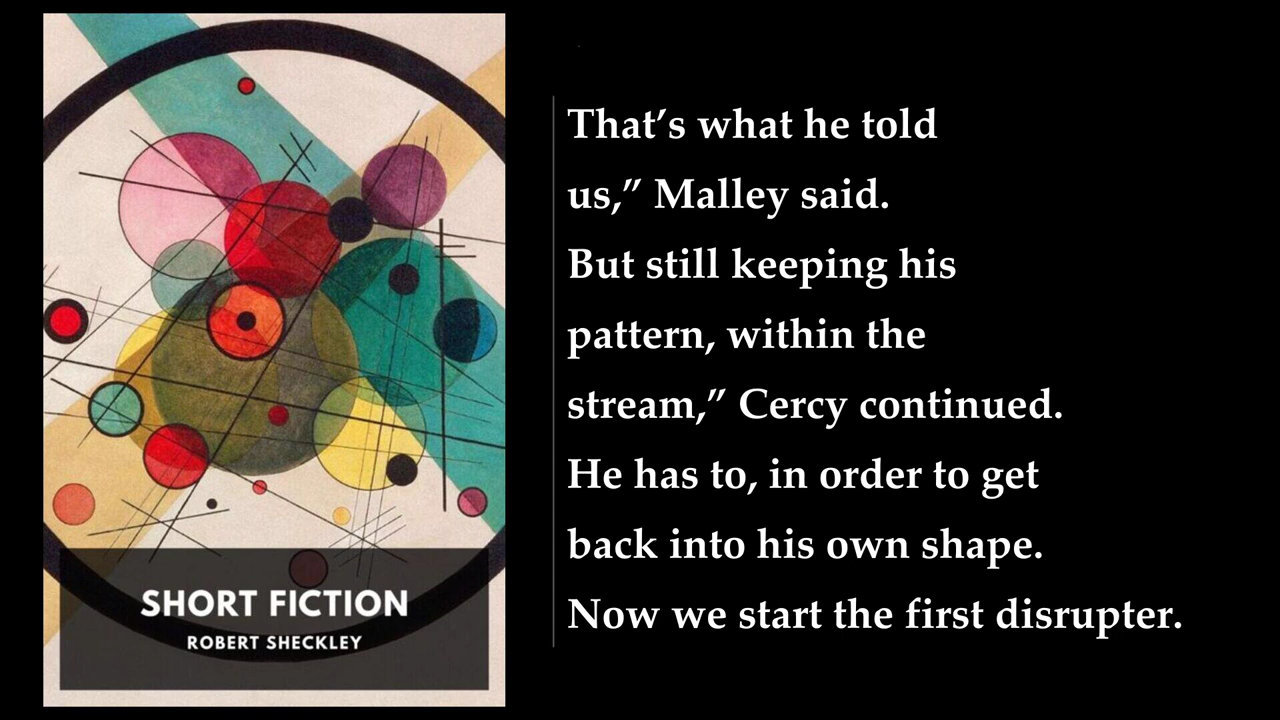 SHORT FICTION
ROBERT SHECKLEY
That’s what he told
us,” Malley said.
But still keeping his
pattern, within the
stream,” Cercy continued.
He has to, in order to get
back into his own shape.
Now we start the first disrupter.